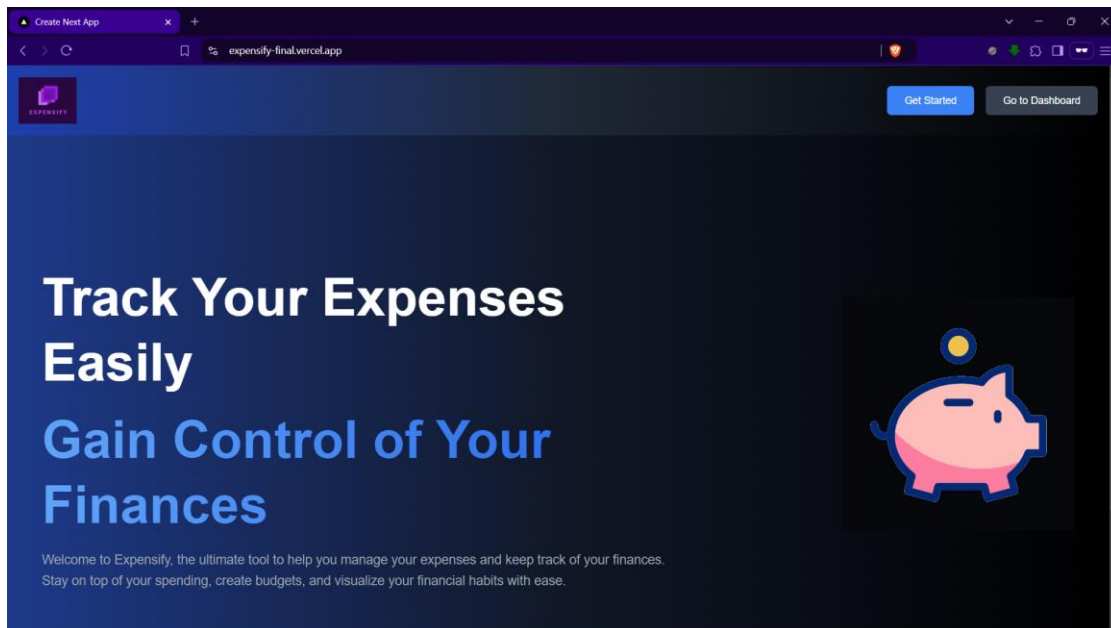 Create Next App
expensify-final.vercel.app
EXPENSIFY
Get Started
Go to Dashboard
Track Your Expenses
Easily
Gain Control of Your
Finances
Welcome to Expensify, the ultimate tool to help you manage your expenses and keep track of your finances.
Stay on top of your spending, create budgets, and visualize your financial habits with ease.